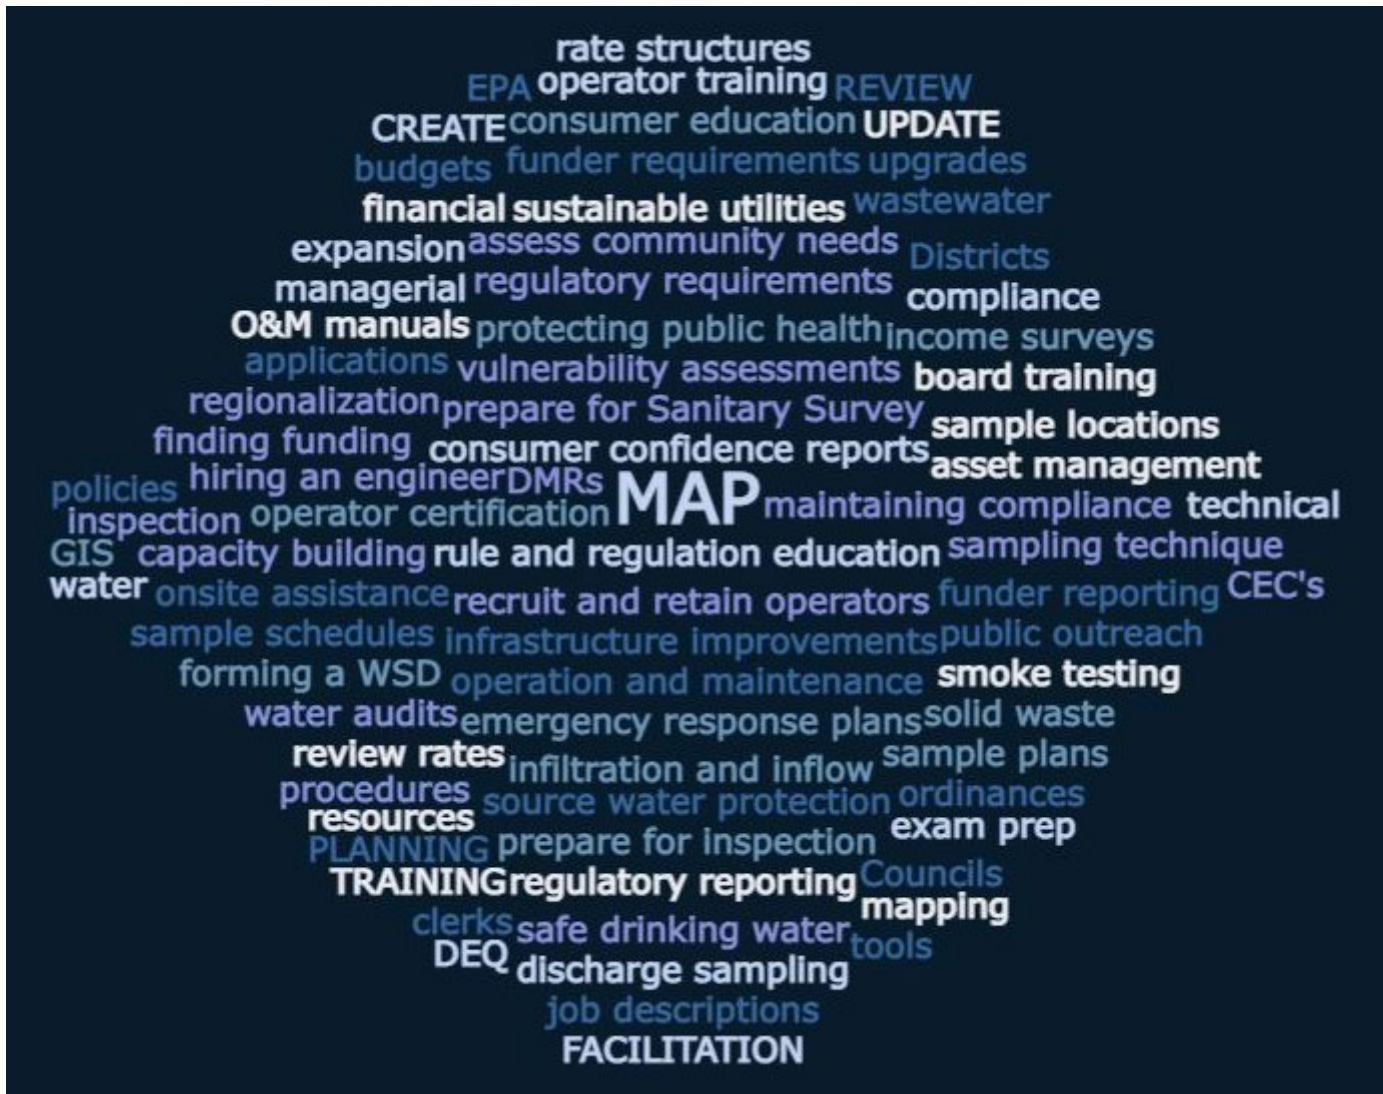 rate structures
EPA operator training REVIEW
CREATE consumer education UPDATE
budgets funder requirements upgrades
financial sustainable utilities wastewater
expansion assess community needs Districts
managerial regulatory requirements compliance
O&M manuals protecting public health income surveys
applications vulnerability assessments board training
regionalization prepare for Sanitary Survey sample locations
finding funding consumer confidence reports asset management
policies hiring an engineer DMRs MAP maintaining compliance technical
inspection operator certification
GIS capacity building rule and regulation education sampling technique
water onsite assistance recruit and retain operators funder reporting CEC's
sample schedules infrastructure improvements public outreach
forming a WSD operation and maintenance smoke testing
water audits emergency response plans solid waste
review rates infiltration and inflow sample plans
procedures source water protection ordinances
resources exam prep
PLANNING prepare for inspection Councils
TRAINING regulatory reporting mapping
clerks safe drinking water tools
DEQ discharge sampling
job descriptions
FACILITATION